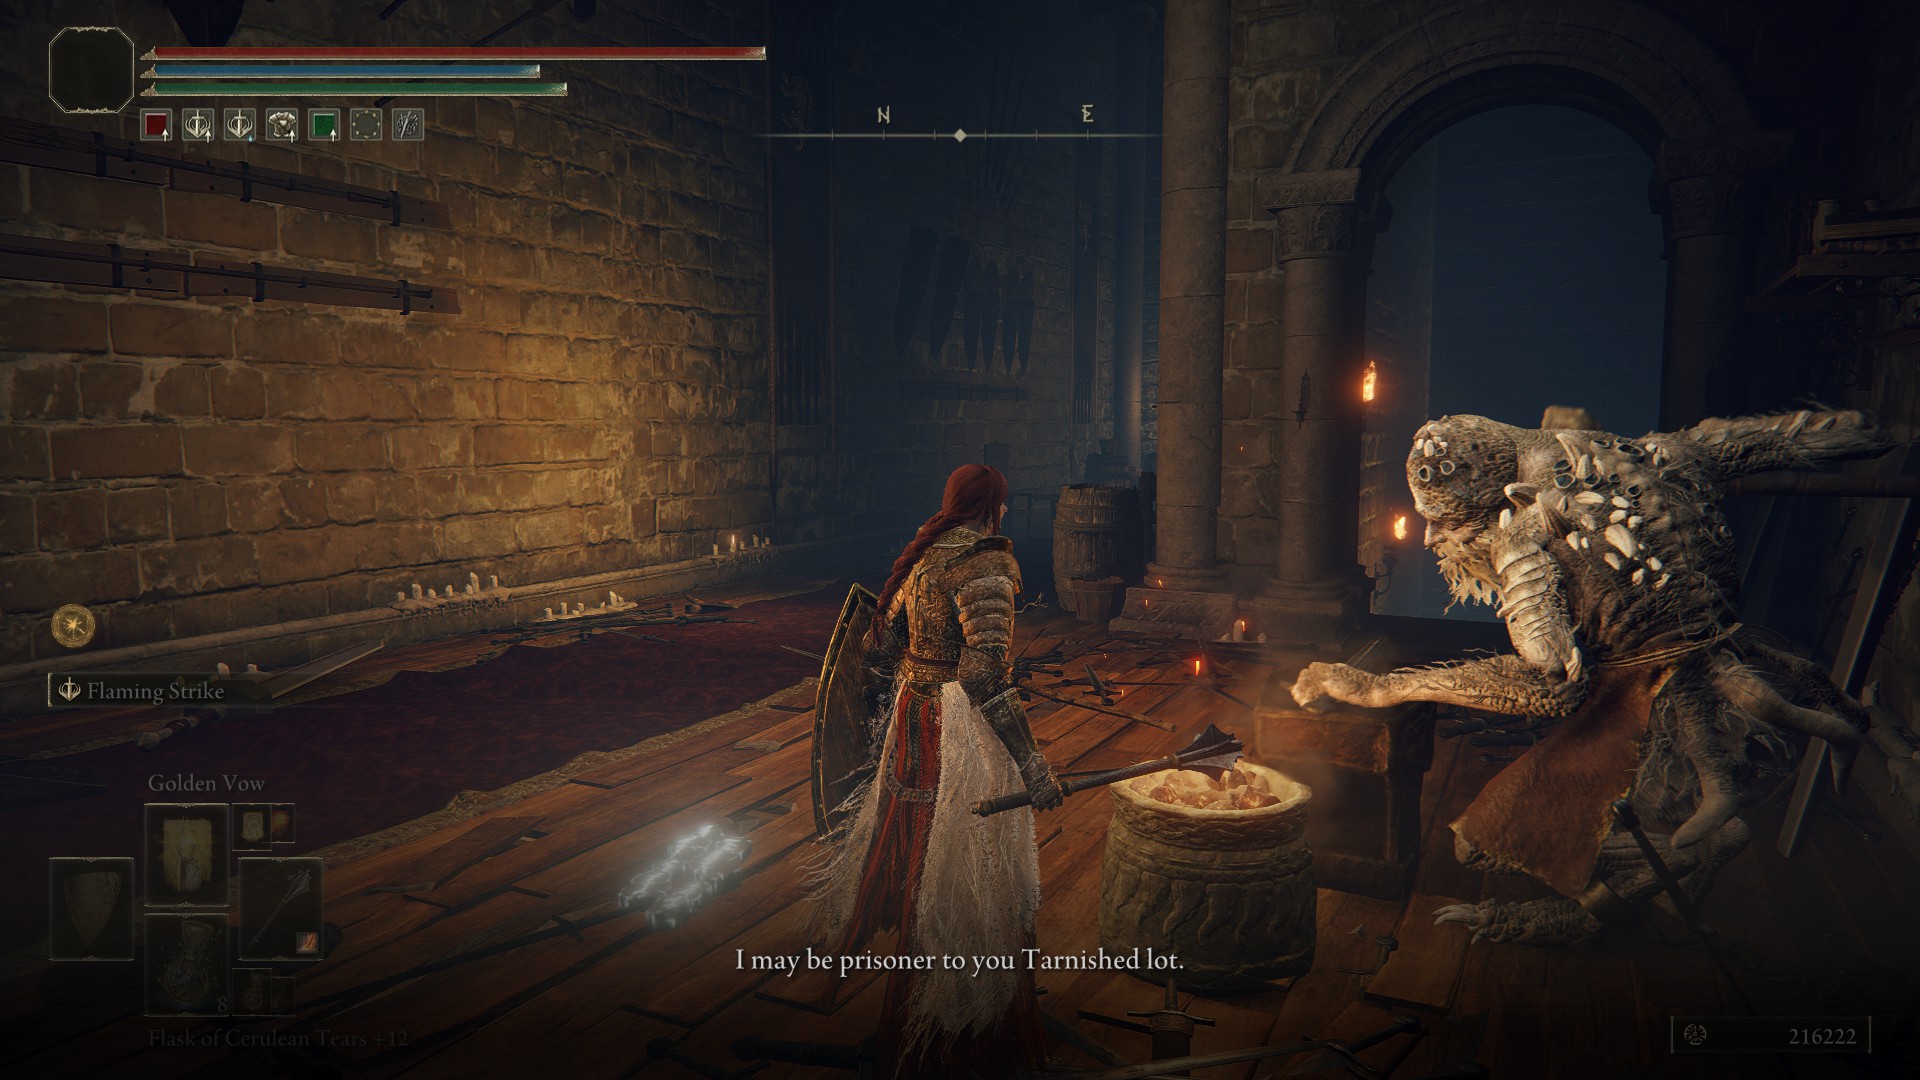 N
E
Flaming Strike
Golden Vow
8
Flask of Cerulean Tears +12
I may be prisoner to you Tarnished lot.
216222